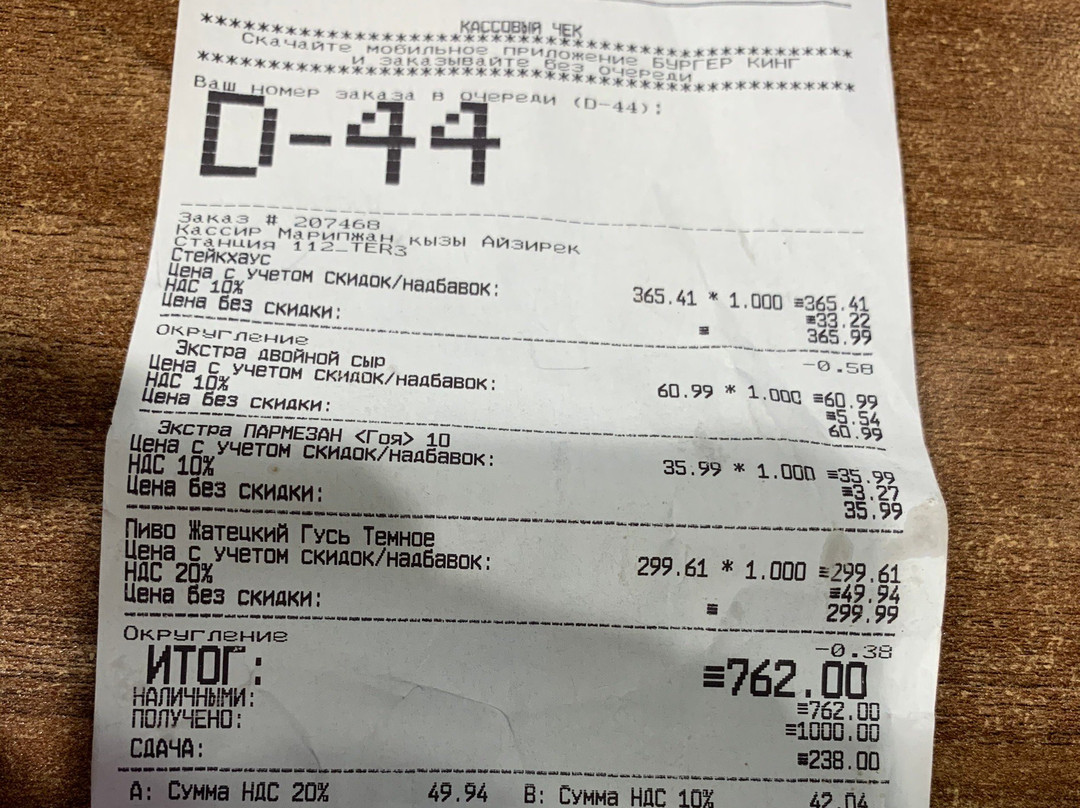 КАССОВЫЙ ЧЕК
****************************************************
Скачайте мобильное приложение БУРГЕР КИНГ
и заказывайте без очереди
****************************************************
Ваш номер заказа в очереди (D-44):
D-44
Заказ # 207468
Кассир Марипжан кызы Айзирек
Станция 112_TER3
Стейкхаус
Цена с учетом скидок/надбавок: 365.41 * 1.000 ≡365.41
НДС 10% ≡33.22
Цена без скидки: ≡ 365.99
Округление -0.58
Экстра двойной сыр
Цена с учетом скидок/надбавок: 60.99 * 1.000 ≡60.99
НДС 10% ≡5.54
Цена без скидки: 60.99
Экстра ПАРМЕЗАН <Гоя> 10
Цена с учетом скидок/надбавок: 35.99 * 1.000 ≡35.99
НДС 10% ≡3.27
Цена без скидки: 35.99
Пиво Жатецкий Гусь Темное
Цена с учетом скидок/надбавок: 299.61 * 1.000 ≡299.61
НДС 20% ≡49.94
Цена без скидки: ≡ 299.99
Округление -0.38
ИТОГ: ≡762.00
НАЛИЧНЫМИ: ≡762.00
ПОЛУЧЕНО: ≡1000.00
СДАЧА: ≡238.00
А: Сумма НДС 20% 49.94 В: Сумма НДС 10% 42.04